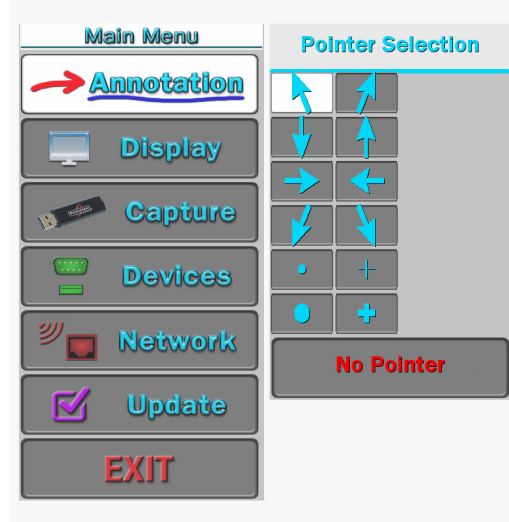 Main Menu
Annotation
Display
Capture
Devices
Network
Update
EXIT
Pointer Selection
No Pointer